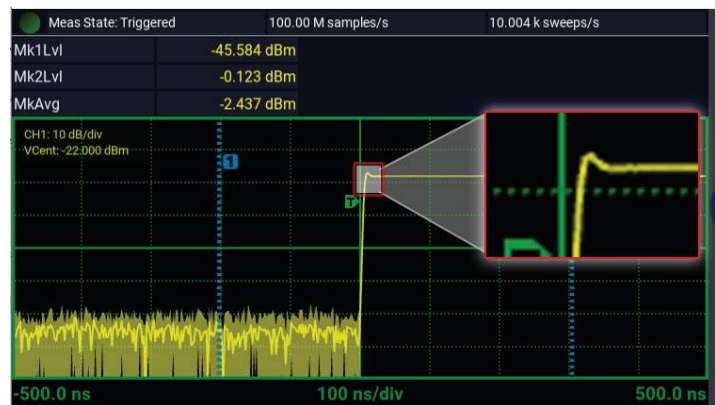 Meas State: Triggered 100.00 M samples/s 10.004 k sweeps/s
Mk1Lvl -45.584 dBm
Mk2Lvl -0.123 dBm
MkAvg -2.437 dBm
CH1: 10 dB/div
VCent: -22.000 dBm
1
T
-500.0 ns 100 ns/div 500.0 ns